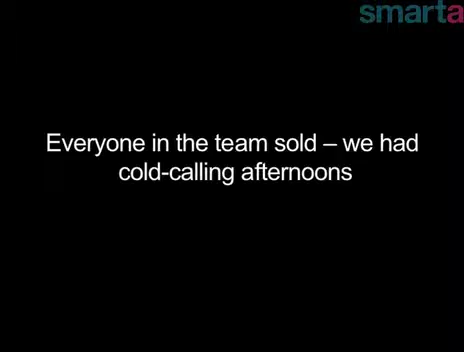 smarta
Everyone in the team sold – we had
cold-calling afternoons